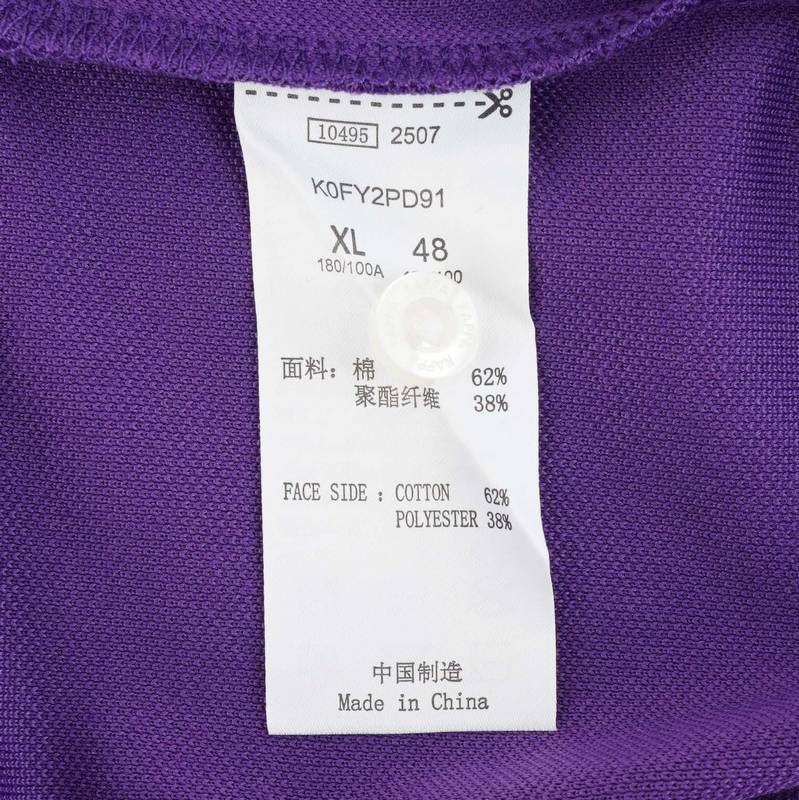 10495 2507
K0FY2PD91
XL 48
180/100A
面料：棉 62%
聚酯纤维 38%
FACE SIDE : COTTON 62%
POLYESTER 38%
中国制造
Made in China